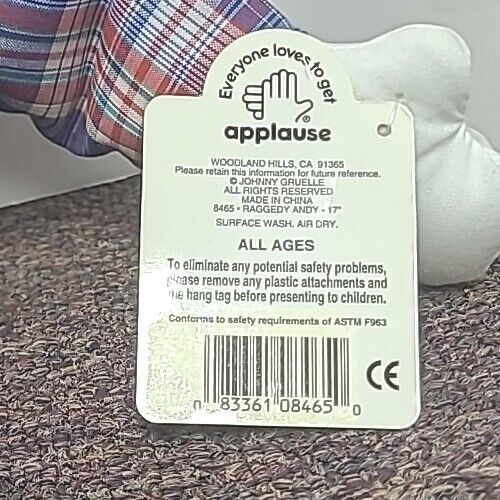 Everyone loves to get
applause
WOODLAND HILLS, CA 91365
Please retain this information for future reference.
© JOHNNY GRUELLE
ALL RIGHTS RESERVED
MADE IN CHINA
8465 • RAGGEDY ANDY - 17"
SURFACE WASH. AIR DRY.
ALL AGES
To eliminate any potential safety problems,
please remove any plastic attachments and
the hang tag before presenting to children.
Conforms to safety requirements of ASTM F963
CE
0 83361 08465 0